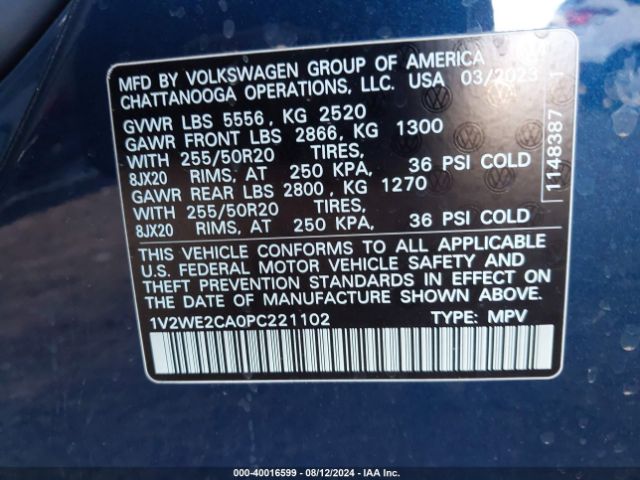 MFD BY VOLKSWAGEN GROUP OF AMERICA
CHATTANOOGA OPERATIONS, LLC. USA 03/2023
GVWR LBS 5556, KG 2520
GAWR FRONT LBS 2866, KG 1300
WITH 255/50R20 TIRES,
8JX20 RIMS, AT 250 KPA, 36 PSI COLD
GAWR REAR LBS 2800, KG 1270
WITH 255/50R20 TIRES,
8JX20 RIMS, AT 250 KPA, 36 PSI COLD
THIS VEHICLE CONFORMS TO ALL APPLICABLE
U.S. FEDERAL MOTOR VEHICLE SAFETY AND
THEFT PREVENTION STANDARDS IN EFFECT ON
THE DATE OF MANUFACTURE SHOWN ABOVE.
1V2WE2CA0PC221102 TYPE: MPV
1148387 1
000-40016599 - 08/12/2024 - IAA Inc.